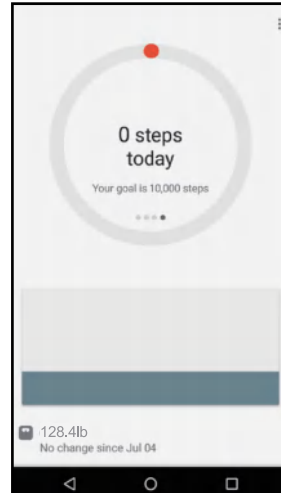 0 steps
today
Your goal is 10,000 steps
128.4lb
No change since Jul 04